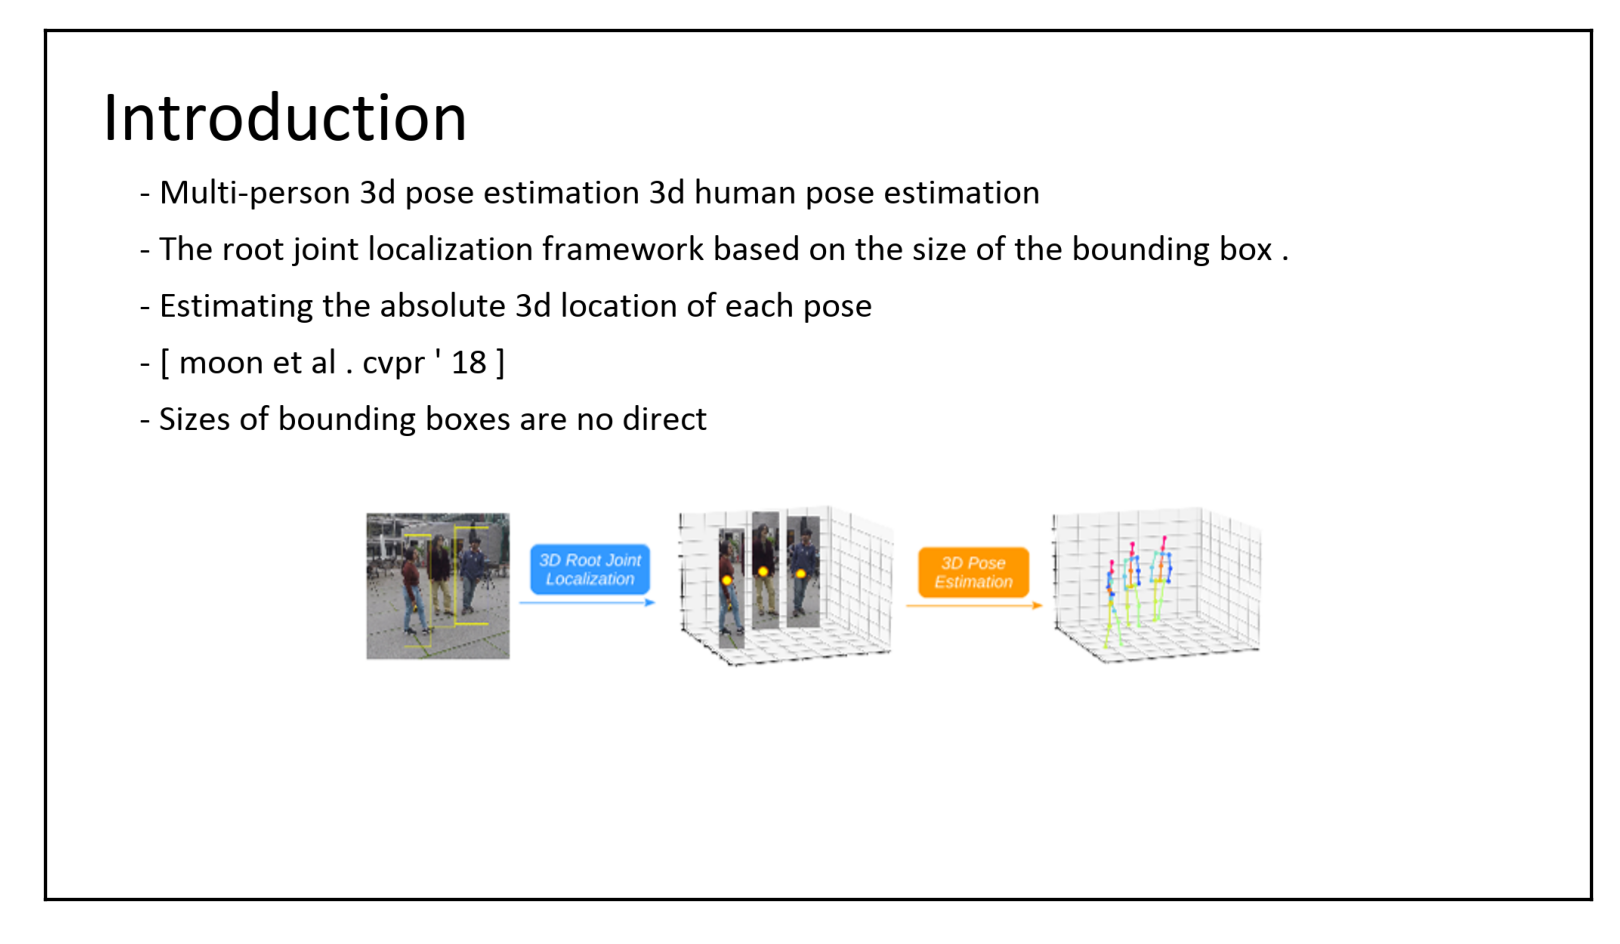 Introduction
- Multi-person 3d pose estimation 3d human pose estimation
- The root joint localization framework based on the size of the bounding box .
- Estimating the absolute 3d location of each pose
- [ moon et al . cvpr ' 18 ]
- Sizes of bounding boxes are no direct
3D Root Joint
Localization
3D Pose
Estimation